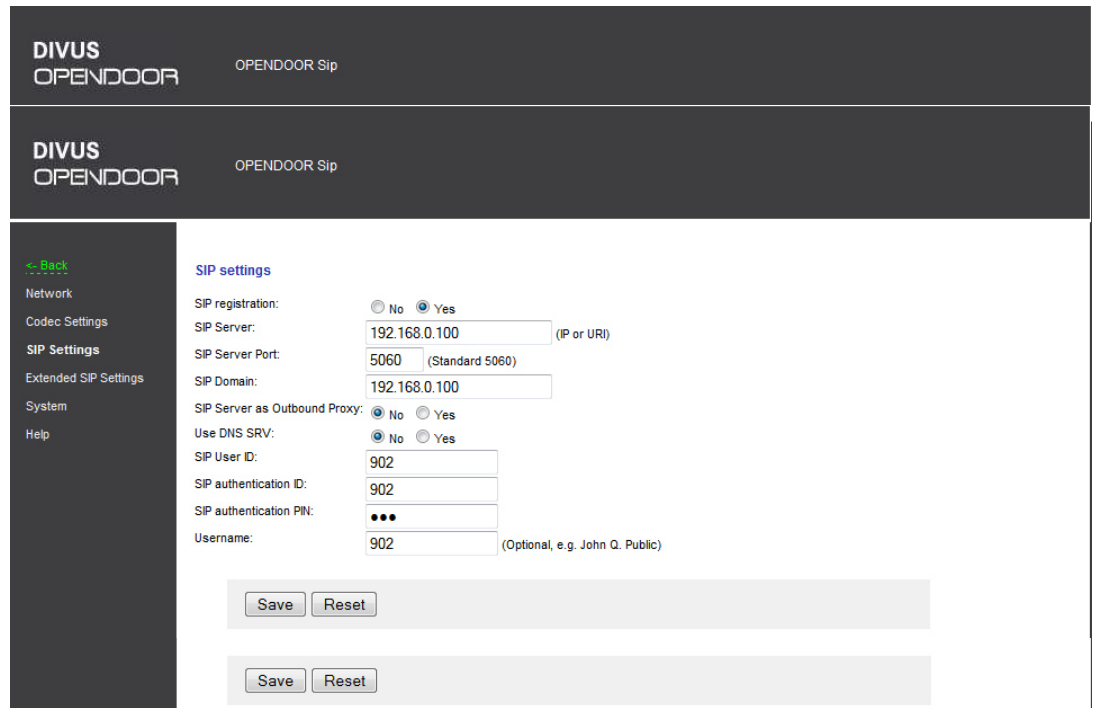 DIVUS
OPENDOOR
OPENDOOR Sip
DIVUS
OPENDOOR
OPENDOOR Sip
<- Back
Network
Codec Settings
SIP Settings
Extended SIP Settings
System
Help
SIP settings
SIP registration: No Yes
SIP Server: 192.168.0.100 (IP or URI)
SIP Server Port: 5060 (Standard 5060)
SIP Domain: 192.168.0.100
SIP Server as Outbound Proxy: No Yes
Use DNS SRV: No Yes
SIP User ID: 902
SIP authentication ID: 902
SIP authentication PIN: •••
Username: 902 (Optional, e.g. John Q. Public)
Save Reset
Save Reset